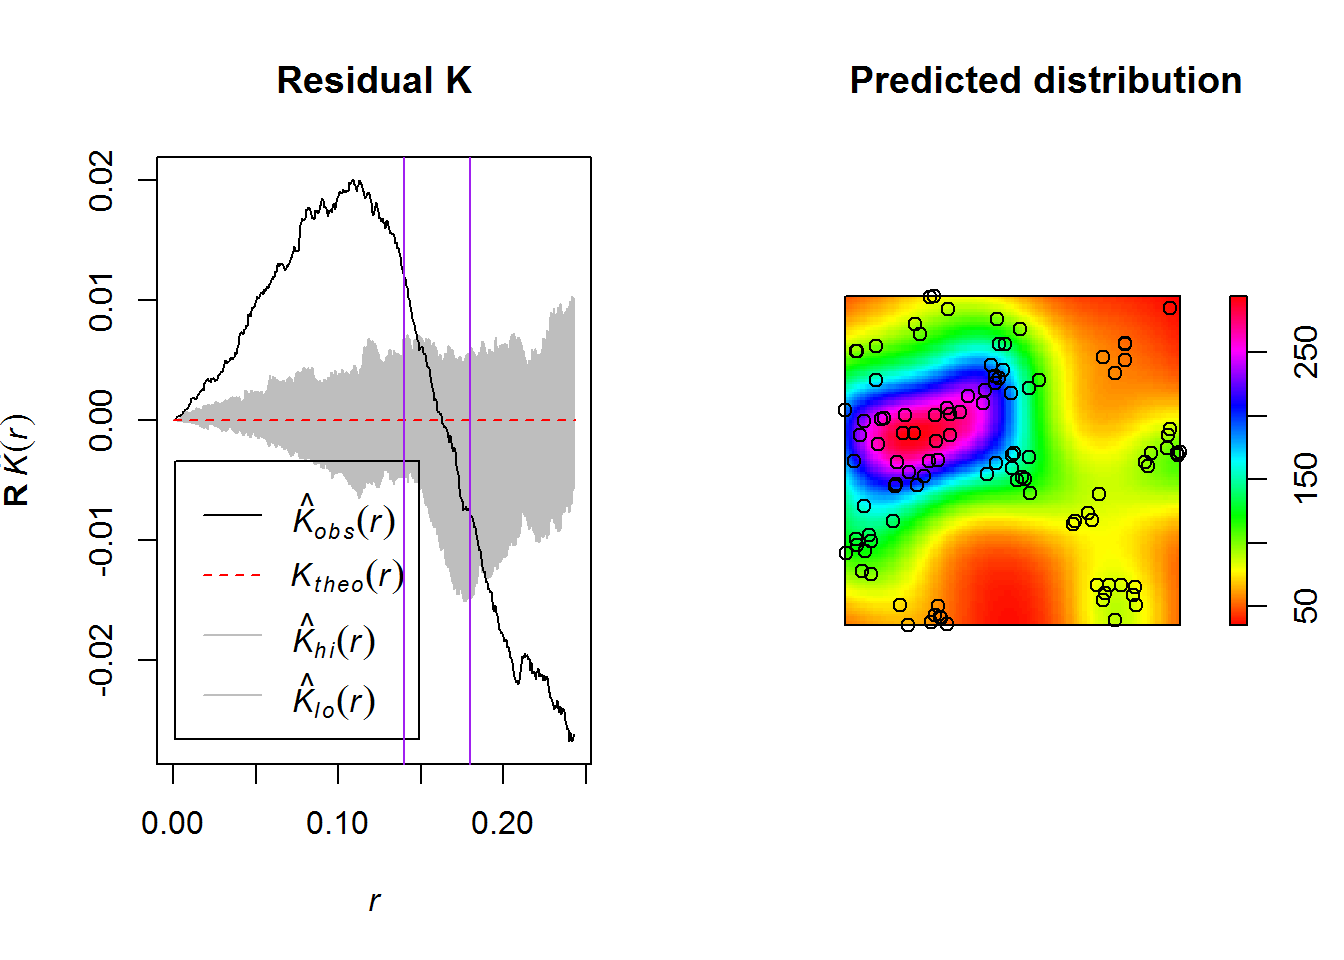 Residual K
R K̂(r)
0.02
0.01
0.00
-0.01
-0.02
K̂obs(r)
Ktheo(r)
K̂hi(r)
K̂lo(r)
0.00 0.10 0.20
r
Predicted distribution
250
150
50